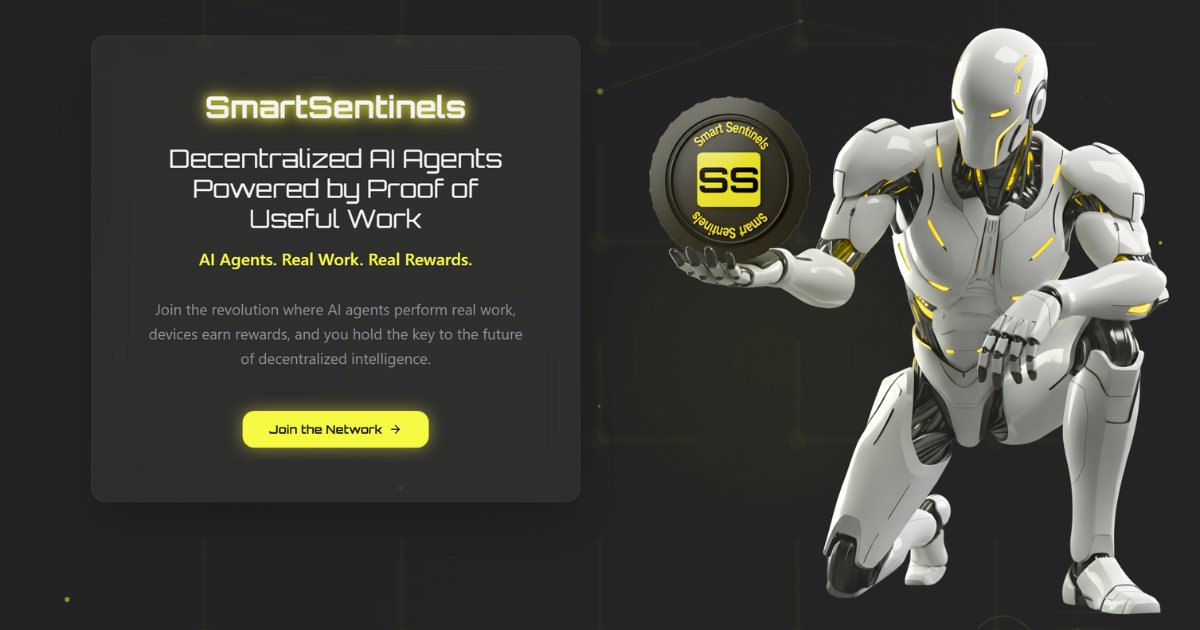 SmartSentinels
Decentralized AI Agents
Powered by Proof of
Useful Work
AI Agents. Real Work. Real Rewards.
Join the revolution where AI agents perform real work,
devices earn rewards, and you hold the key to the future
of decentralized intelligence.
Join the Network →
Smart Sentinels
SS
Smart Sentinels